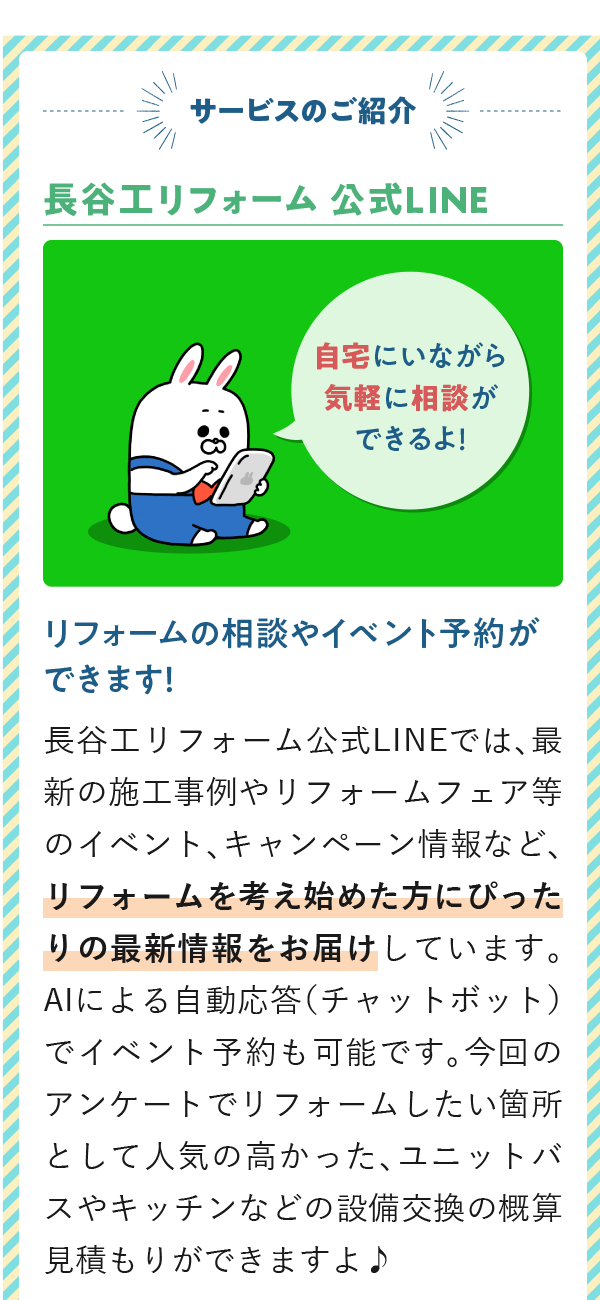 サービスのご紹介
長谷工リフォーム 公式LINE
自宅にいながら
気軽に相談が
できるよ!
リフォームの相談やイベント予約が
できます!
長谷工リフォーム公式LINEでは、最
新の施工事例やリフォームフェア等
のイベント、キャンペーン情報など、
リフォームを考え始めた方にぴった
りの最新情報をお届けしています。
AIによる自動応答(チャットボット)
でイベント予約も可能です。今回の
アンケートでリフォームしたい箇所
として人気の高かった、ユニットバ
スやキッチンなどの設備交換の概算
見積もりができますよ♪